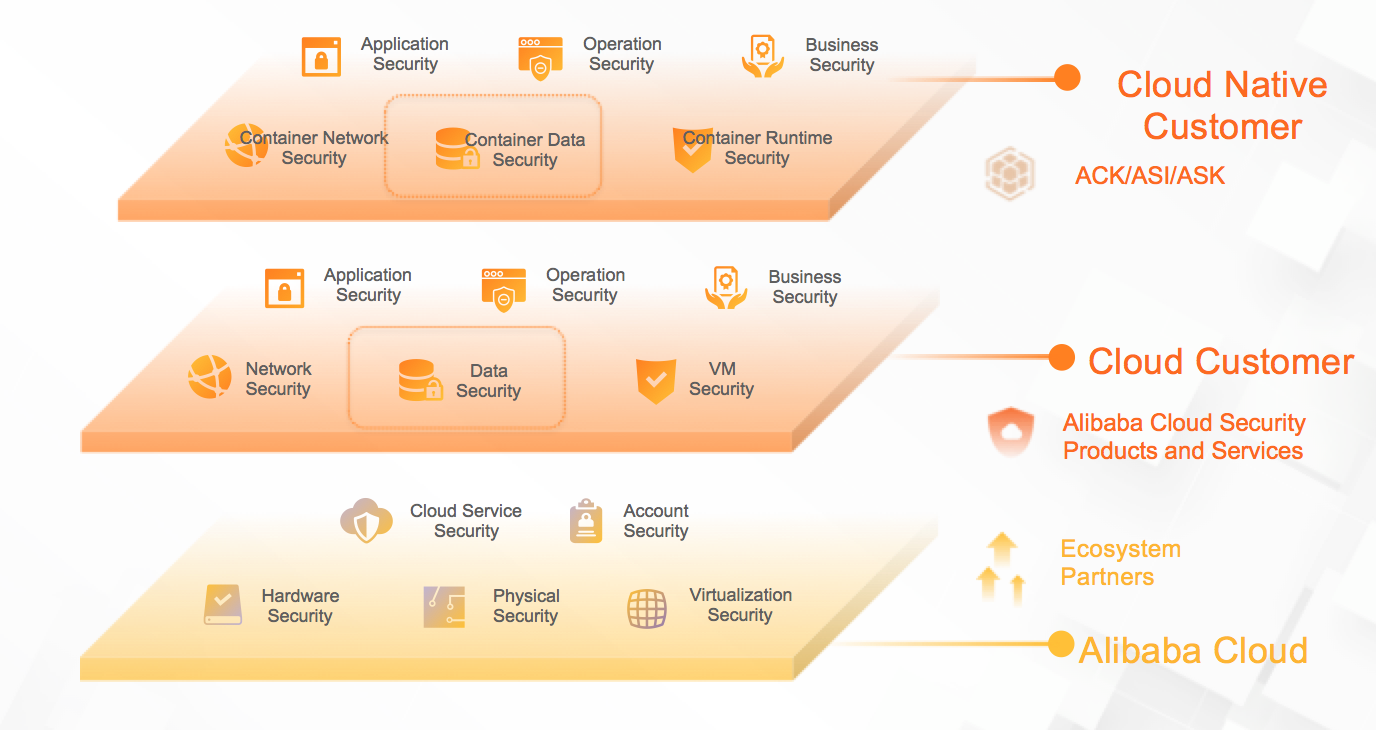 Application
Security
Operation
Security
Business
Security
Container Network
Security
Container Data
Security
Container Runtime
Security
Cloud Native
Customer
ACK/ASI/ASK
Application
Security
Operation
Security
Business
Security
Network
Security
Data
Security
VM
Security
Cloud Customer
Alibaba Cloud Security
Products and Services
Cloud Service
Security
Account
Security
Hardware
Security
Physical
Security
Virtualization
Security
Ecosystem
Partners
Alibaba Cloud